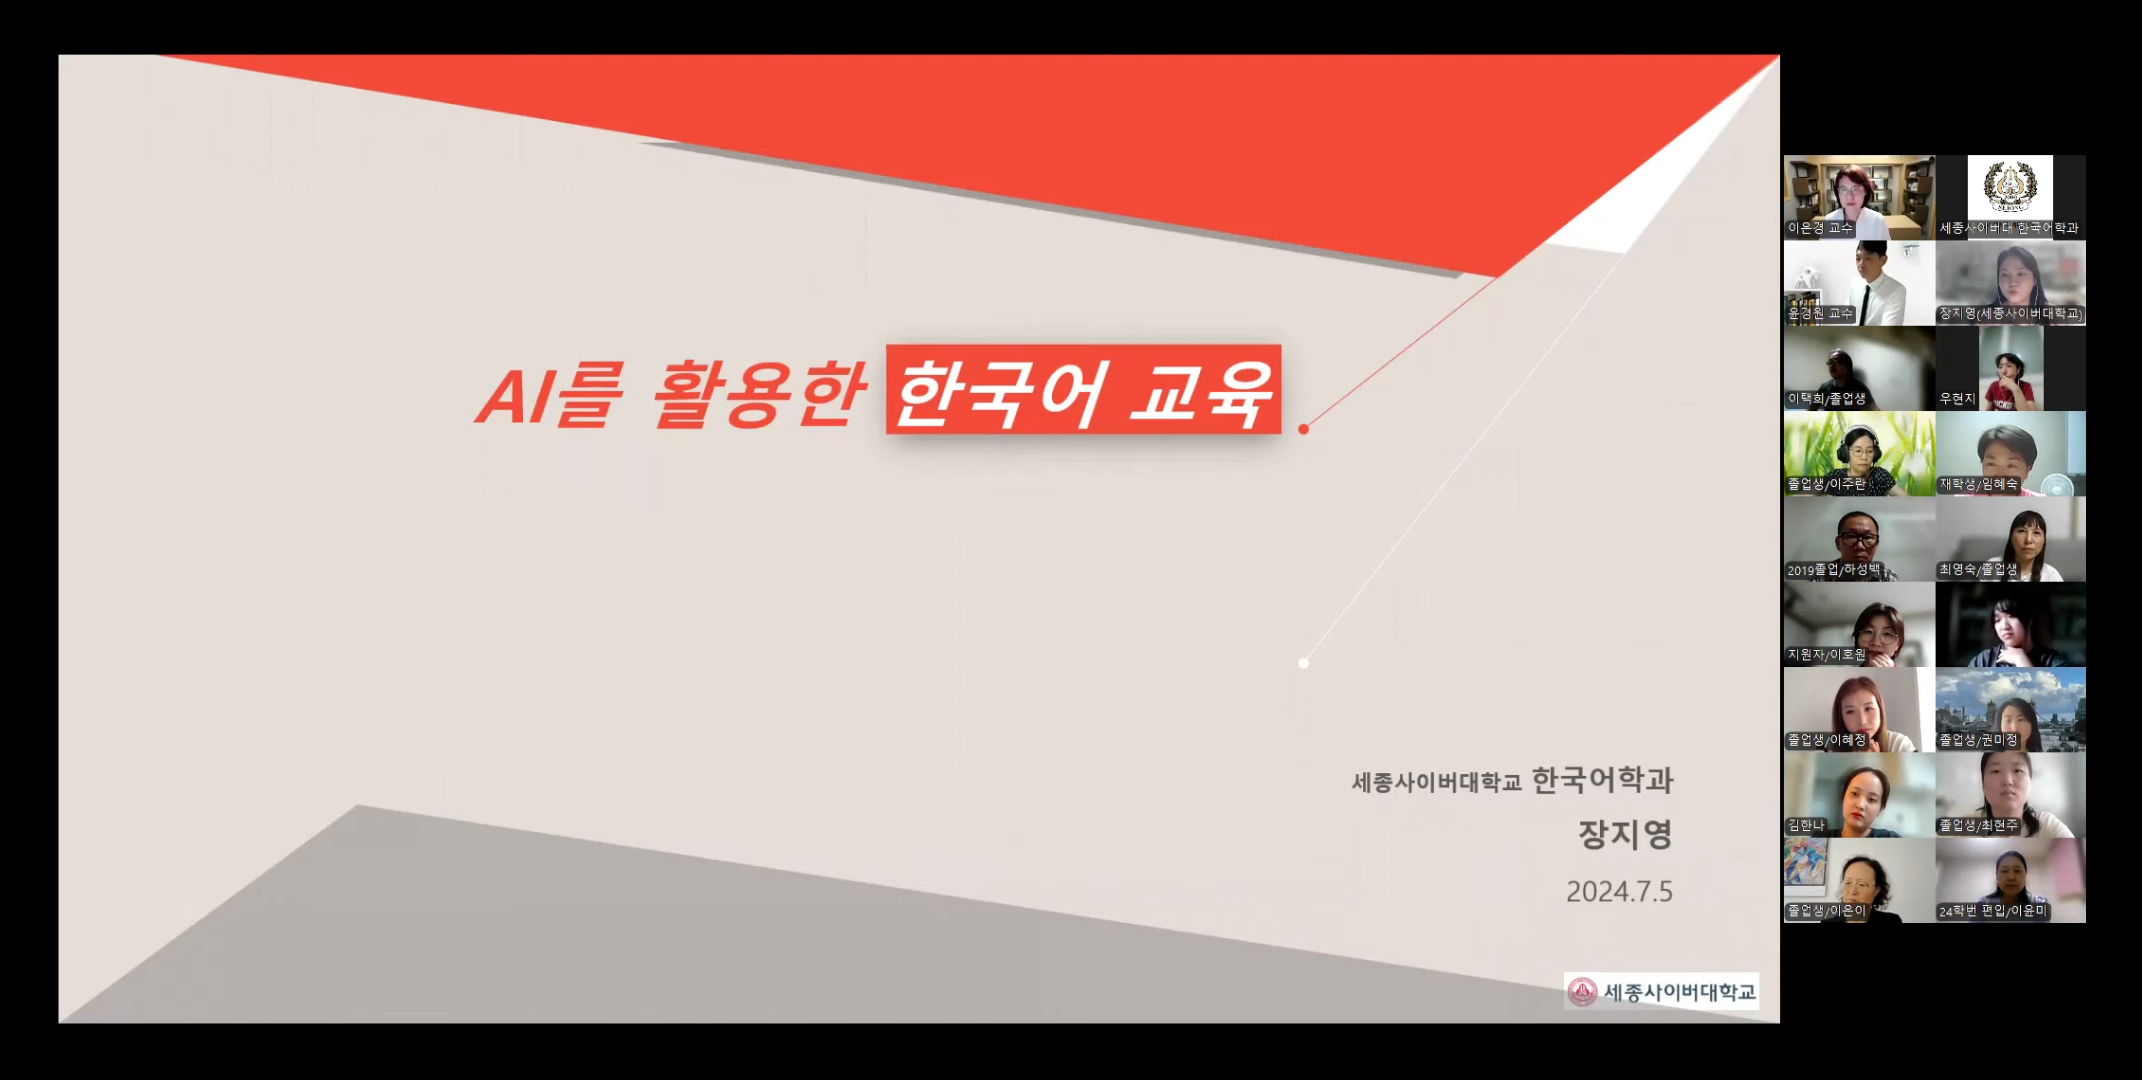 AI를 활용한 한국어 교육
세종사이버대학교 한국어학과
장지영
2024.7.5
세종사이버대학교
이은경 교수
세종사이버대 한국어학과
윤경원 교수
장지영(세종사이버대학교)
이택희/졸업생
우현지
졸업생/이주란
재학생/임혜숙
2019졸업/하성백
최영숙/졸업생
지원자/이호원
졸업생/이혜정
졸업생/권미정
김한나
졸업생/최현주
졸업생/이은이
24학번 편입/이윤미